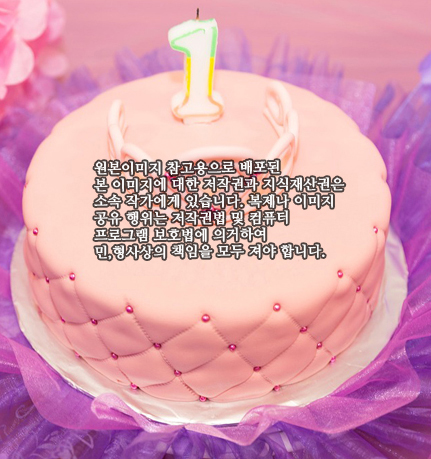 1
원본이미지 참고용으로 배포된
본 이미지에 대한 저작권과 지식재산권은
소속 작가에게 있습니다. 복제나 이미지
공유 행위는 저작권법 및 컴퓨터
프로그램 보호법에 의거하여
민,형사상의 책임을 모두 져야 합니다.